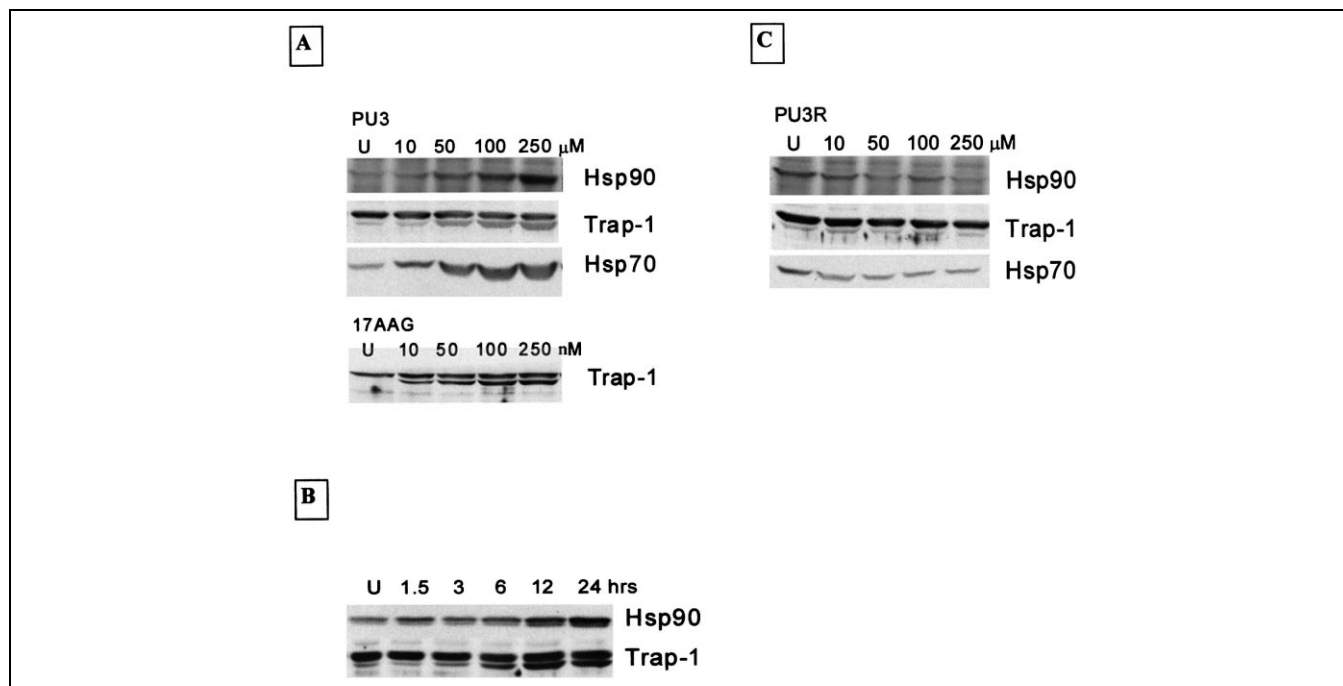 A
PU3
U 10 50 100 250 μM
Hsp90
Trap-1
Hsp70
17AAG
U 10 50 100 250 nM
Trap-1
B
U 1.5 3 6 12 24 hrs
Hsp90
Trap-1
C
PU3R
U 10 50 100 250 μM
Hsp90
Trap-1
Hsp70